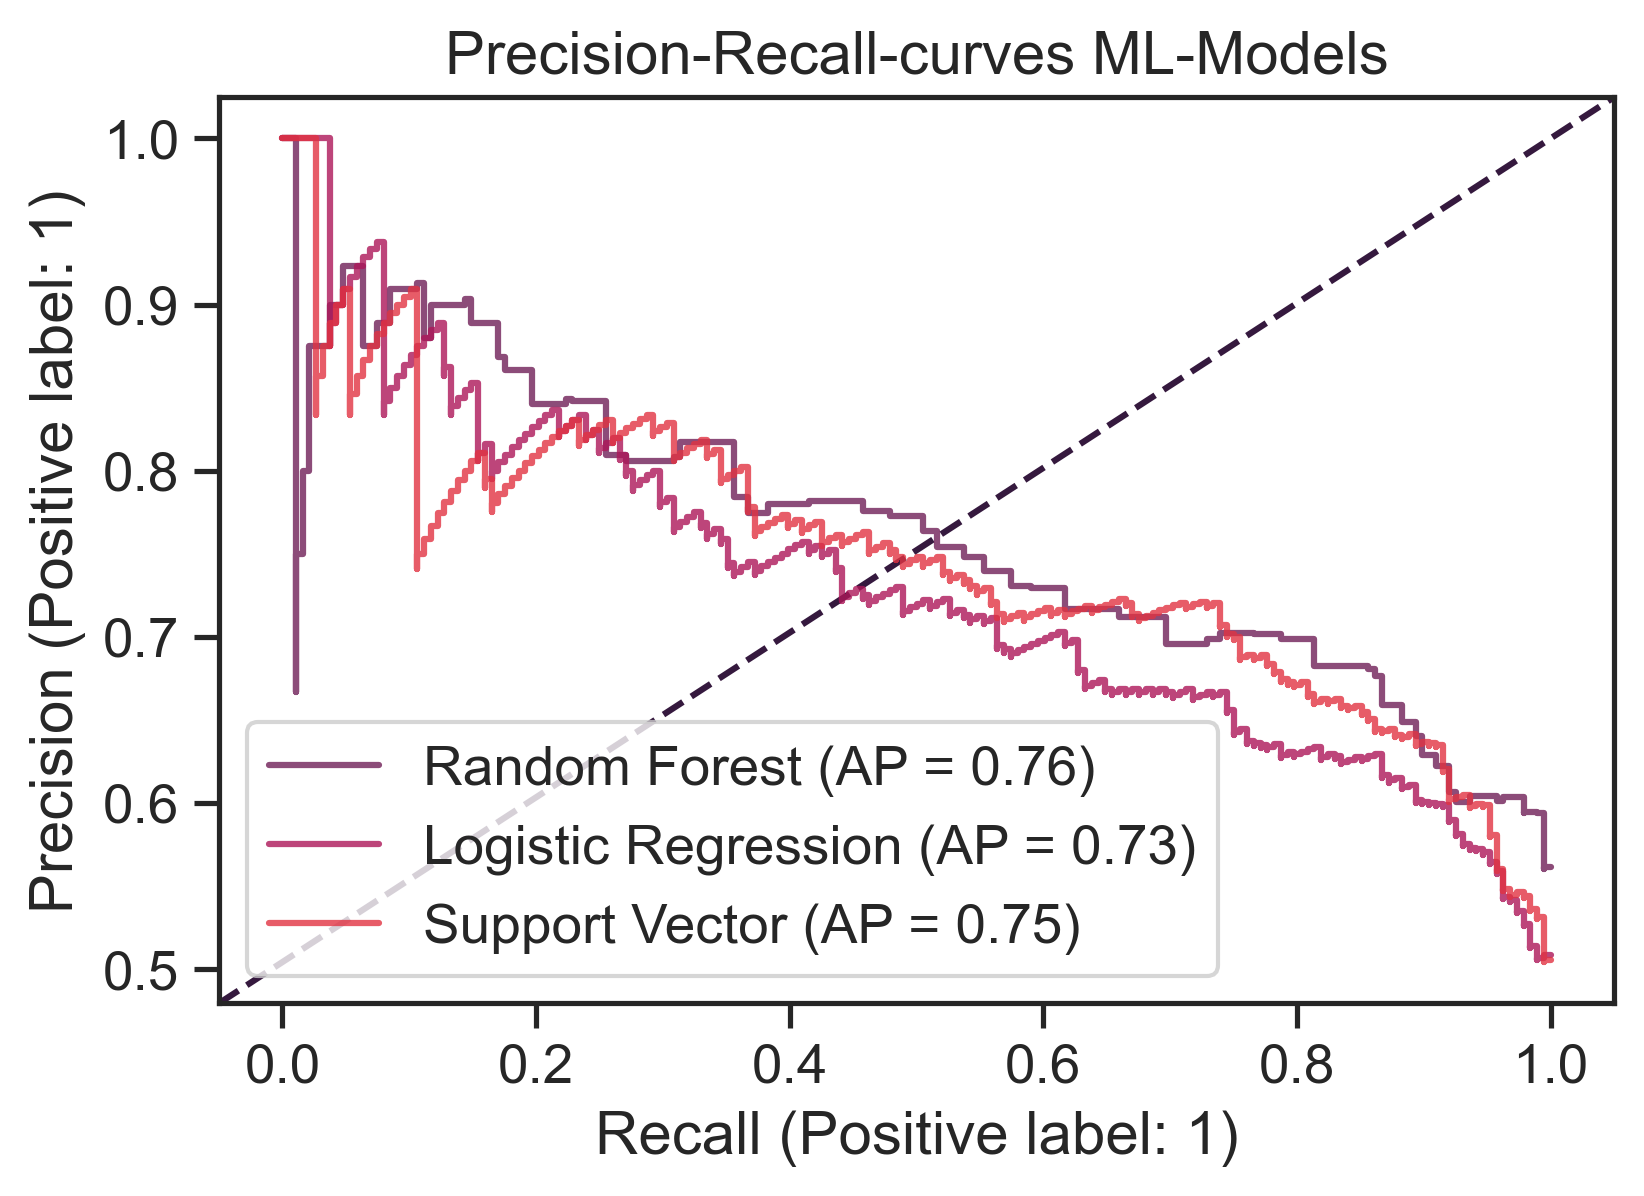 Precision-Recall-curves ML-Models
Precision (Positive label: 1)
1.0
0.9
0.8
0.7
0.6
0.5
Random Forest (AP = 0.76)
Logistic Regression (AP = 0.73)
Support Vector (AP = 0.75)
0.0 0.2 0.4 0.6 0.8 1.0
Recall (Positive label: 1)